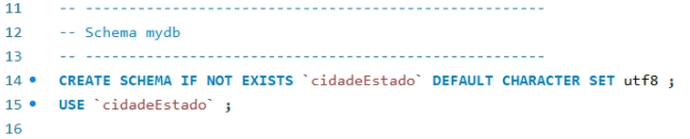 11 -- -----------------------------------------------------
12 -- Schema mydb
13 -- -----------------------------------------------------
14 CREATE SCHEMA IF NOT EXISTS `cidadeEstado` DEFAULT CHARACTER SET utf8 ;
15 USE `cidadeEstado` ;
16